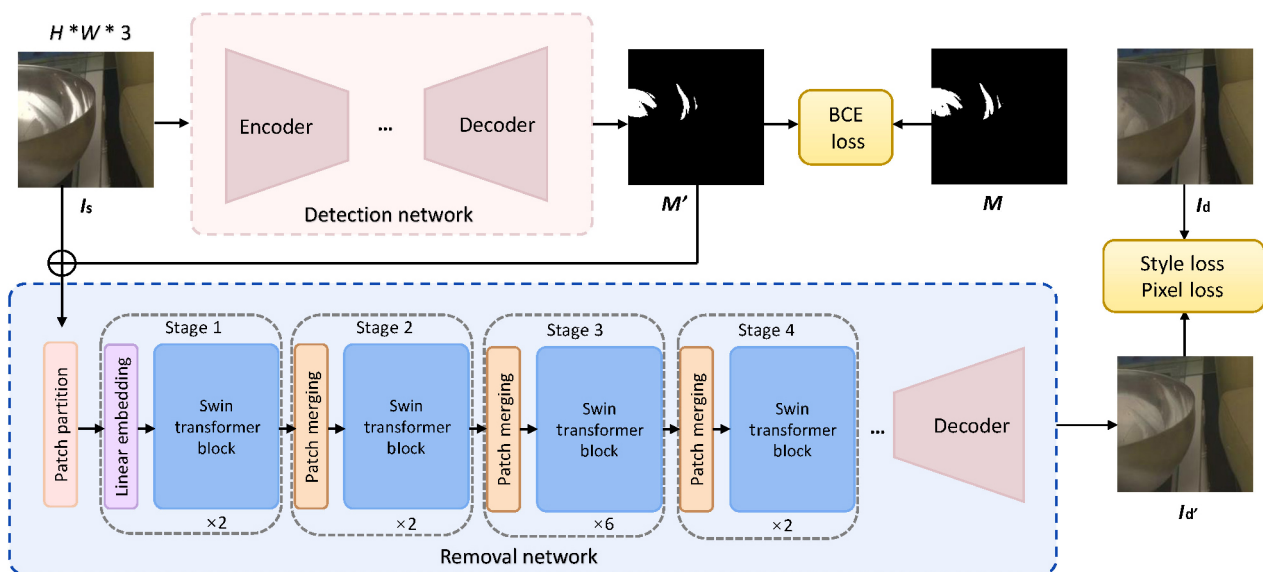 H *W * 3
Encoder
...
Decoder
Detection network
BCE
loss
Is
M'
M
Id
Style loss
Pixel loss
Stage 1
Stage 2
Stage 3
Stage 4
Patch partition
Linear embedding
Swin
transformer
block
×2
Patch merging
Swin
transformer
block
×2
Patch merging
Swin
transformer
block
×6
Patch merging
Swin
transformer
block
×2
...
Decoder
Id'
Removal network